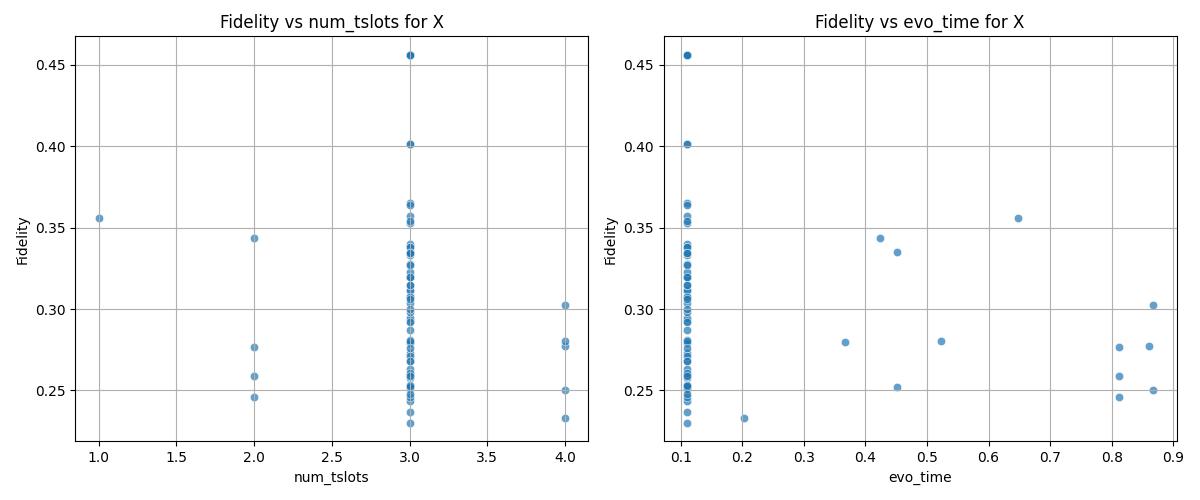 Fidelity vs num_tslots for X
Fidelity
0.45
0.40
0.35
0.30
0.25
1.0 1.5 2.0 2.5 3.0 3.5 4.0
num_tslots
Fidelity vs evo_time for X
Fidelity
0.45
0.40
0.35
0.30
0.25
0.1 0.2 0.3 0.4 0.5 0.6 0.7 0.8 0.9
evo_time